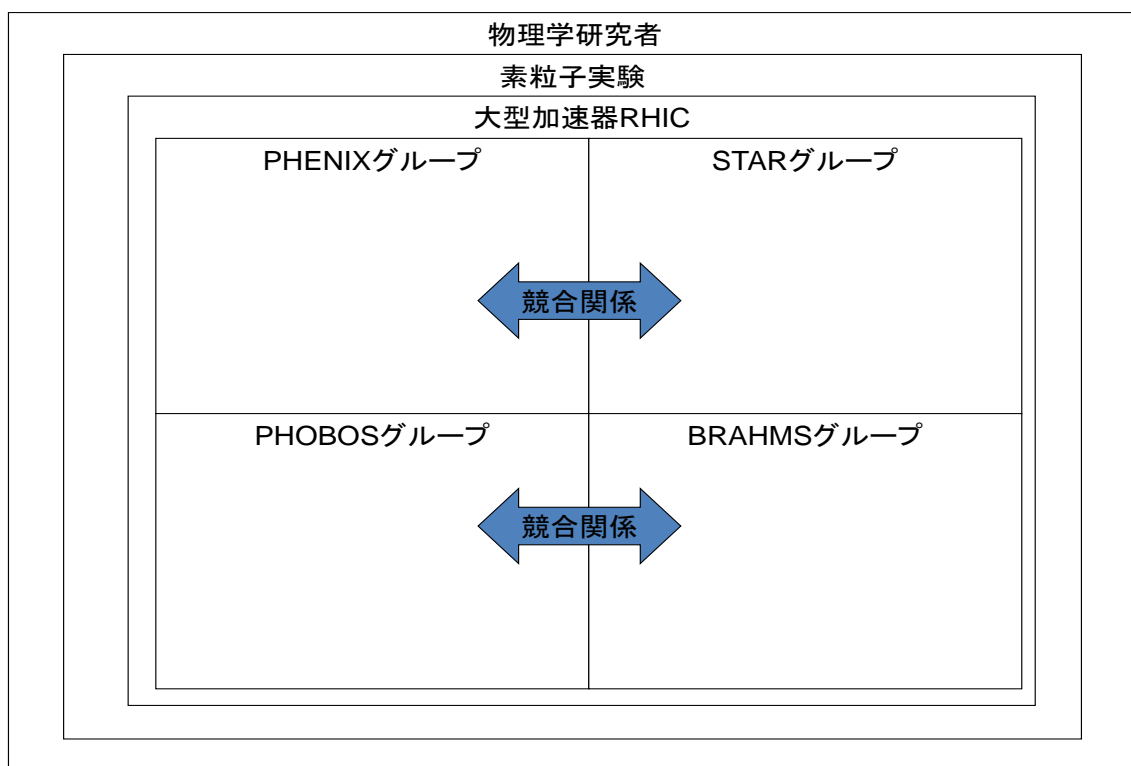 物理学研究者
素粒子実験
大型加速器RHIC
PHENIXグループ
STARグループ
競合関係
PHOBOSグループ
BRAHMSグループ
競合関係